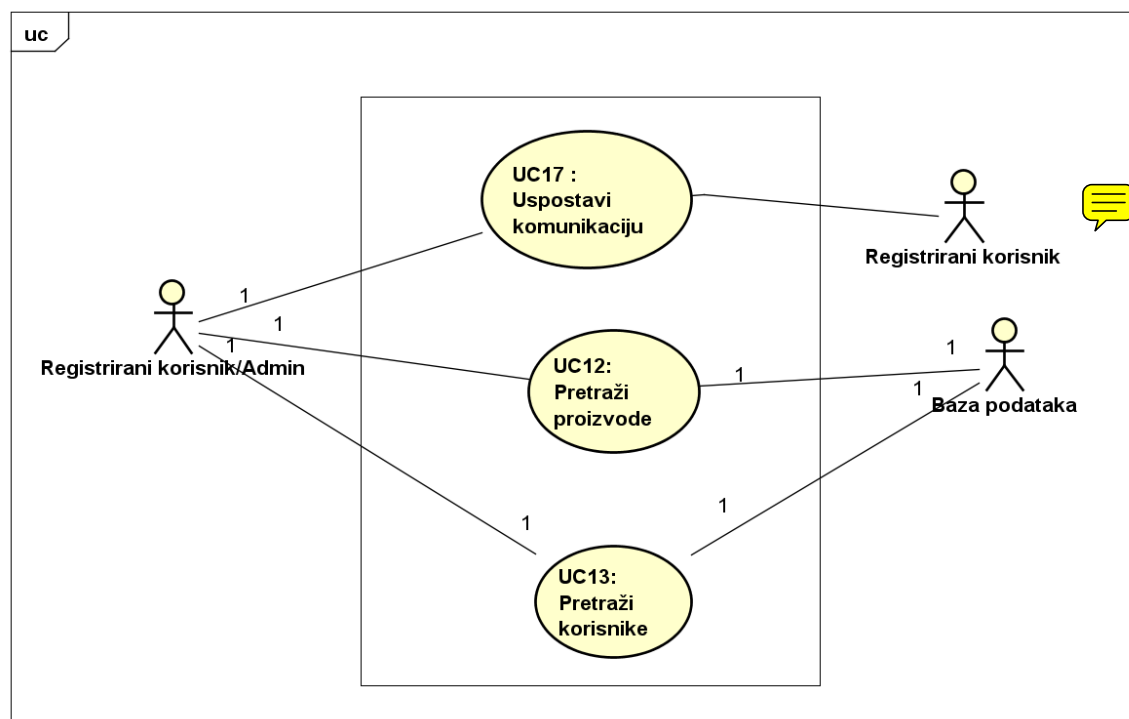 uc
UC17 :
Uspostavi
komunikaciju
Registrirani korisnik
1
1
1
Registrirani korisnik/Admin
UC12:
Pretraži
proizvode
1
1
1
Baza podataka
1
1
UC13:
Pretraži
korisnike